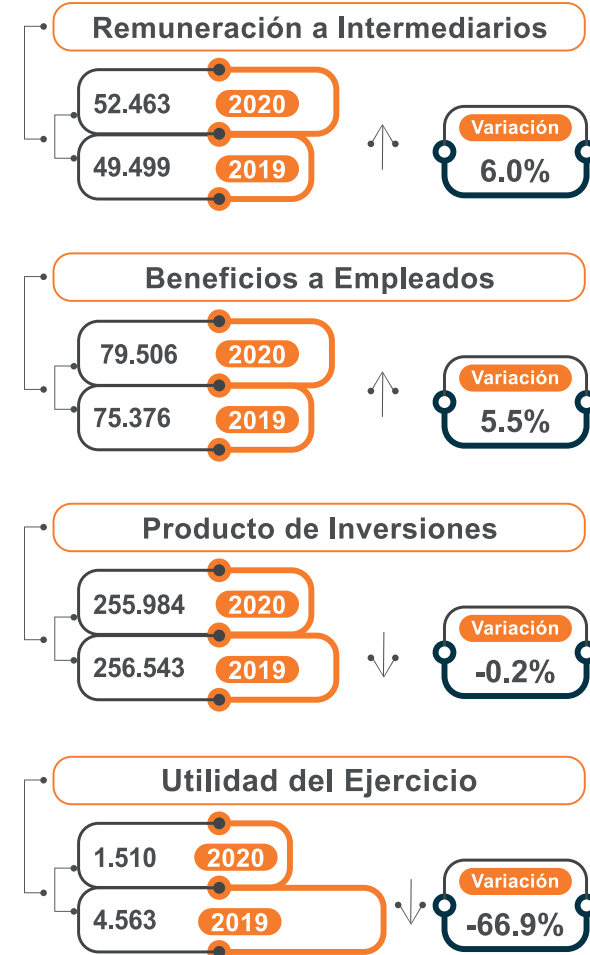 Remuneración a Intermediarios
52.463 2020
49.499 2019
Variación
6.0%
Beneficios a Empleados
79.506 2020
75.376 2019
Variación
5.5%
Producto de Inversiones
255.984 2020
256.543 2019
Variación
-0.2%
Utilidad del Ejercicio
1.510 2020
4.563 2019
Variación
-66.9%